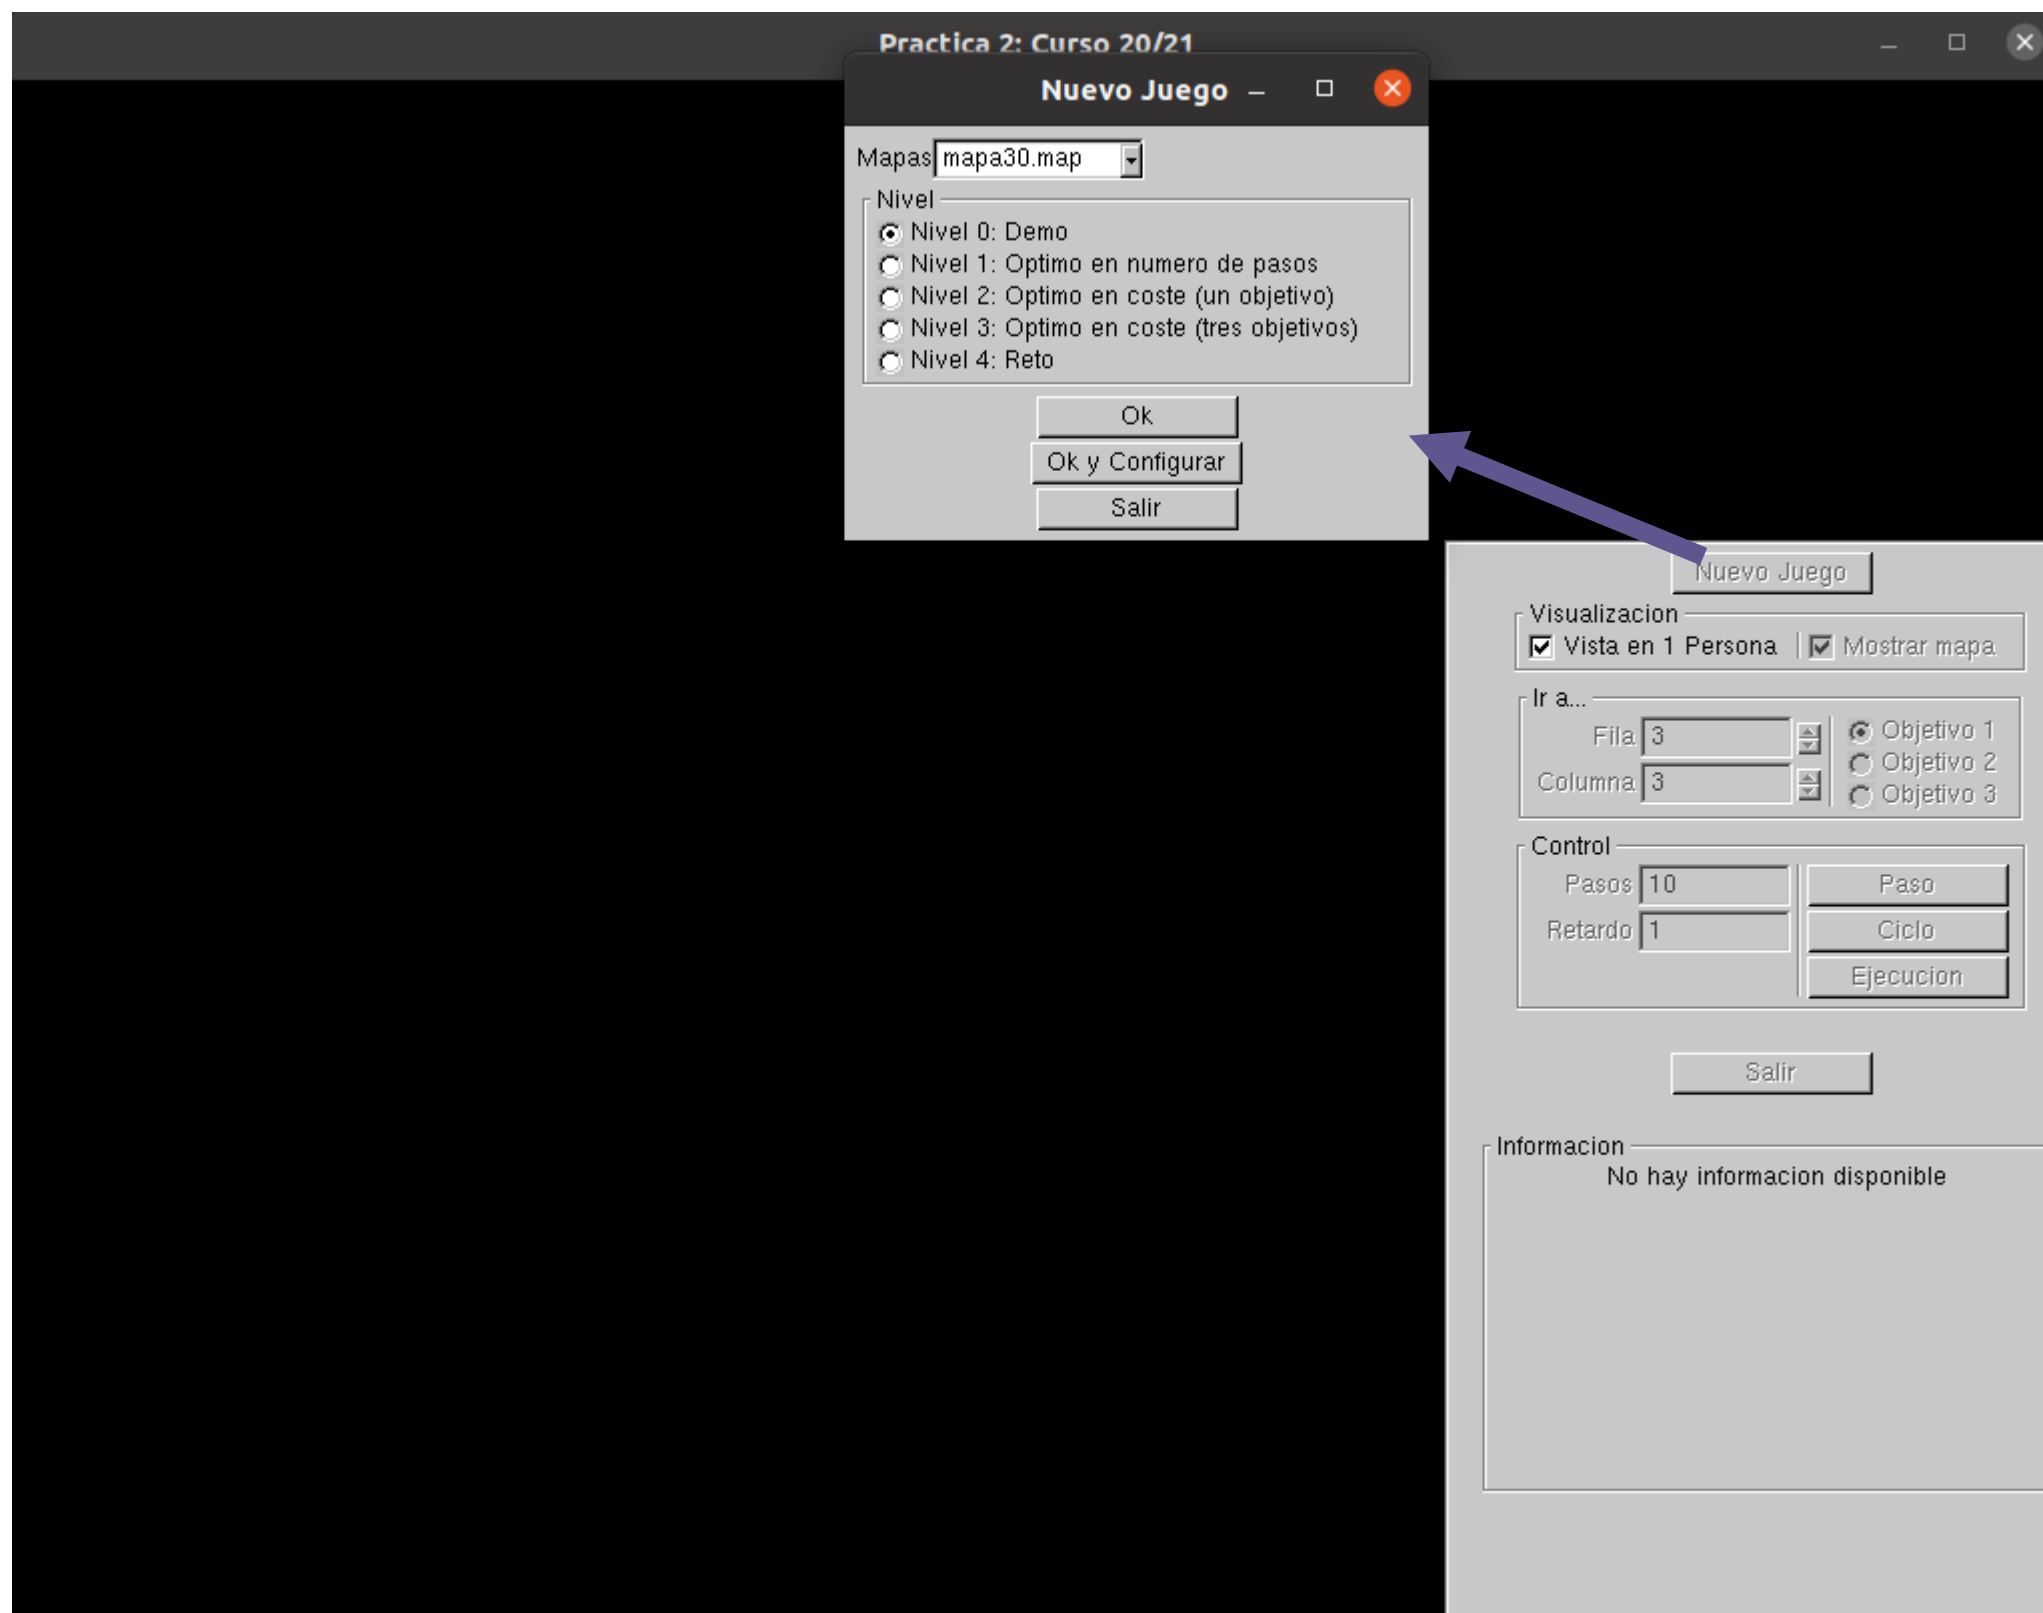 Practica 2: Curso 20/21
Nuevo Juego
Mapas mapa30.map
Nivel
Nivel 0: Demo
Nivel 1: Optimo en numero de pasos
Nivel 2: Optimo en coste (un objetivo)
Nivel 3: Optimo en coste (tres objetivos)
Nivel 4: Reto
Ok
Ok y Configurar
Salir
Nuevo Juego
Visualizacion
Vista en 1 Persona Mostrar mapa
Ir a...
Fila 3
Columna 3
Objetivo 1
Objetivo 2
Objetivo 3
Control
Pasos 10
Retardo 1
Paso
Ciclo
Ejecucion
Salir
Informacion
No hay informacion disponible